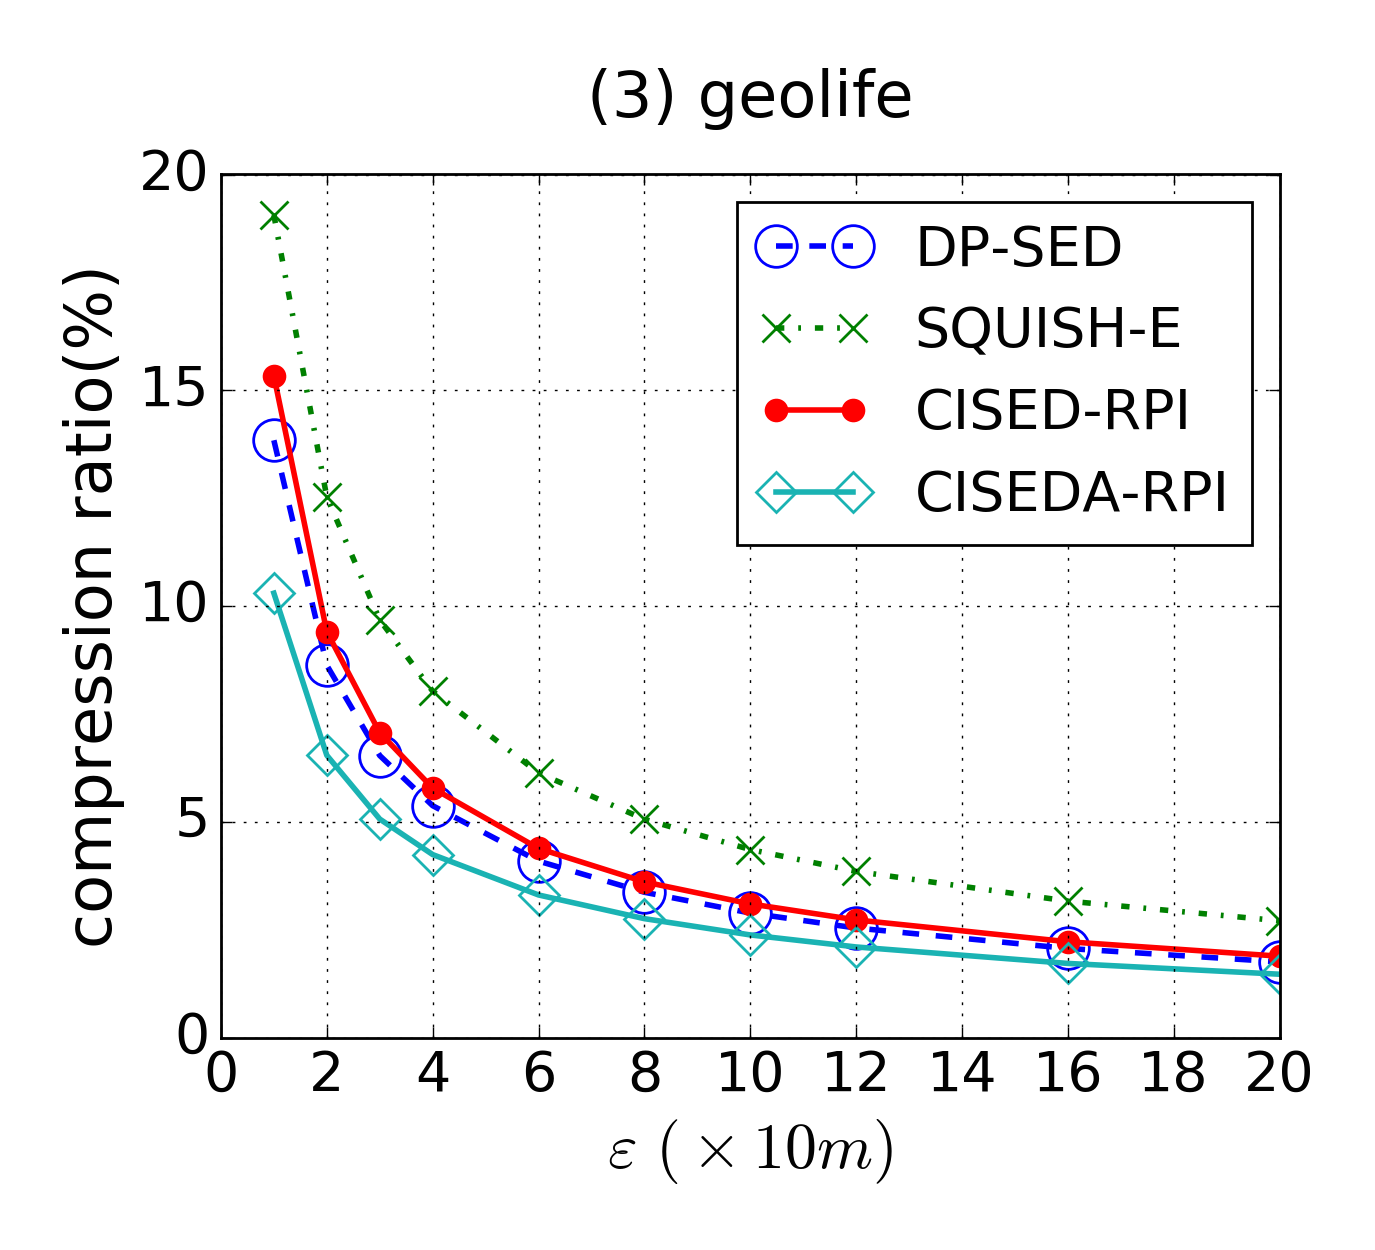 (3) geolife
compression ratio(%)
20
15
10
5
0
DP-SED
SQUISH-E
CISED-RPI
CISEDA-RPI
0 2 4 6 8 10 12 14 16 18 20
ε (×10m)